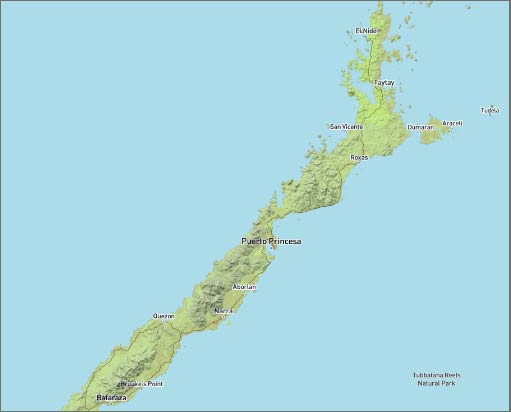 El Nido
Taytay
Tudela
San Vicente
Dumaran
Araceli
Roxas
Puerto Princesa
Aborlan
Narra
Quezon
Brooke's Point
Bataraza
Tubbataha Reefs
Natural Park